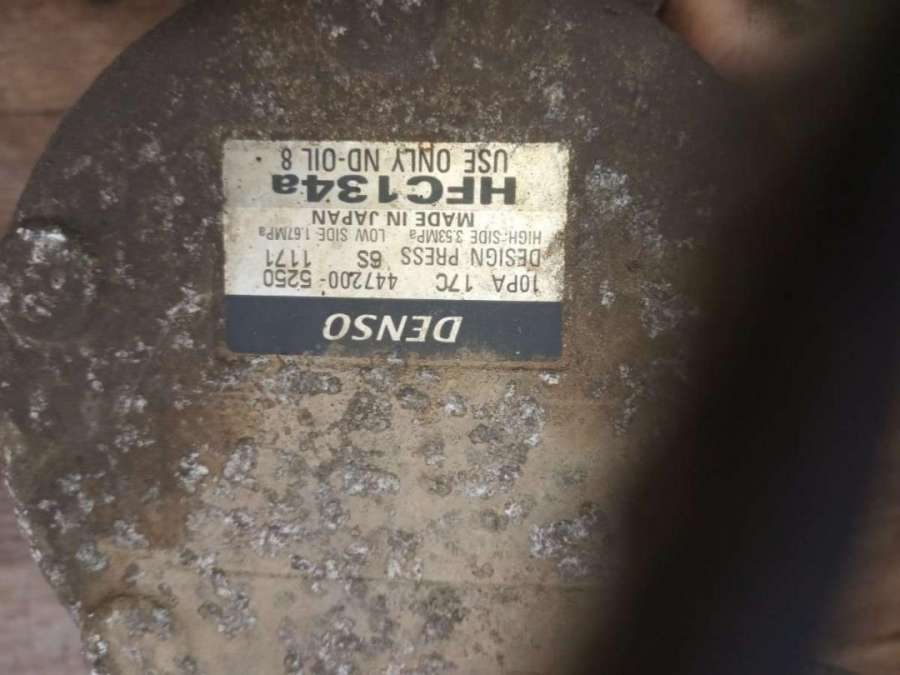 DENSO
10PA 17C 447200-5250
DESIGN PRESS 6S 1171
HIGH-SIDE 3.53MPa LOW SIDE 1.67MPa
MADE IN JAPAN
HFC134a
USE ONLY ND-OIL 8